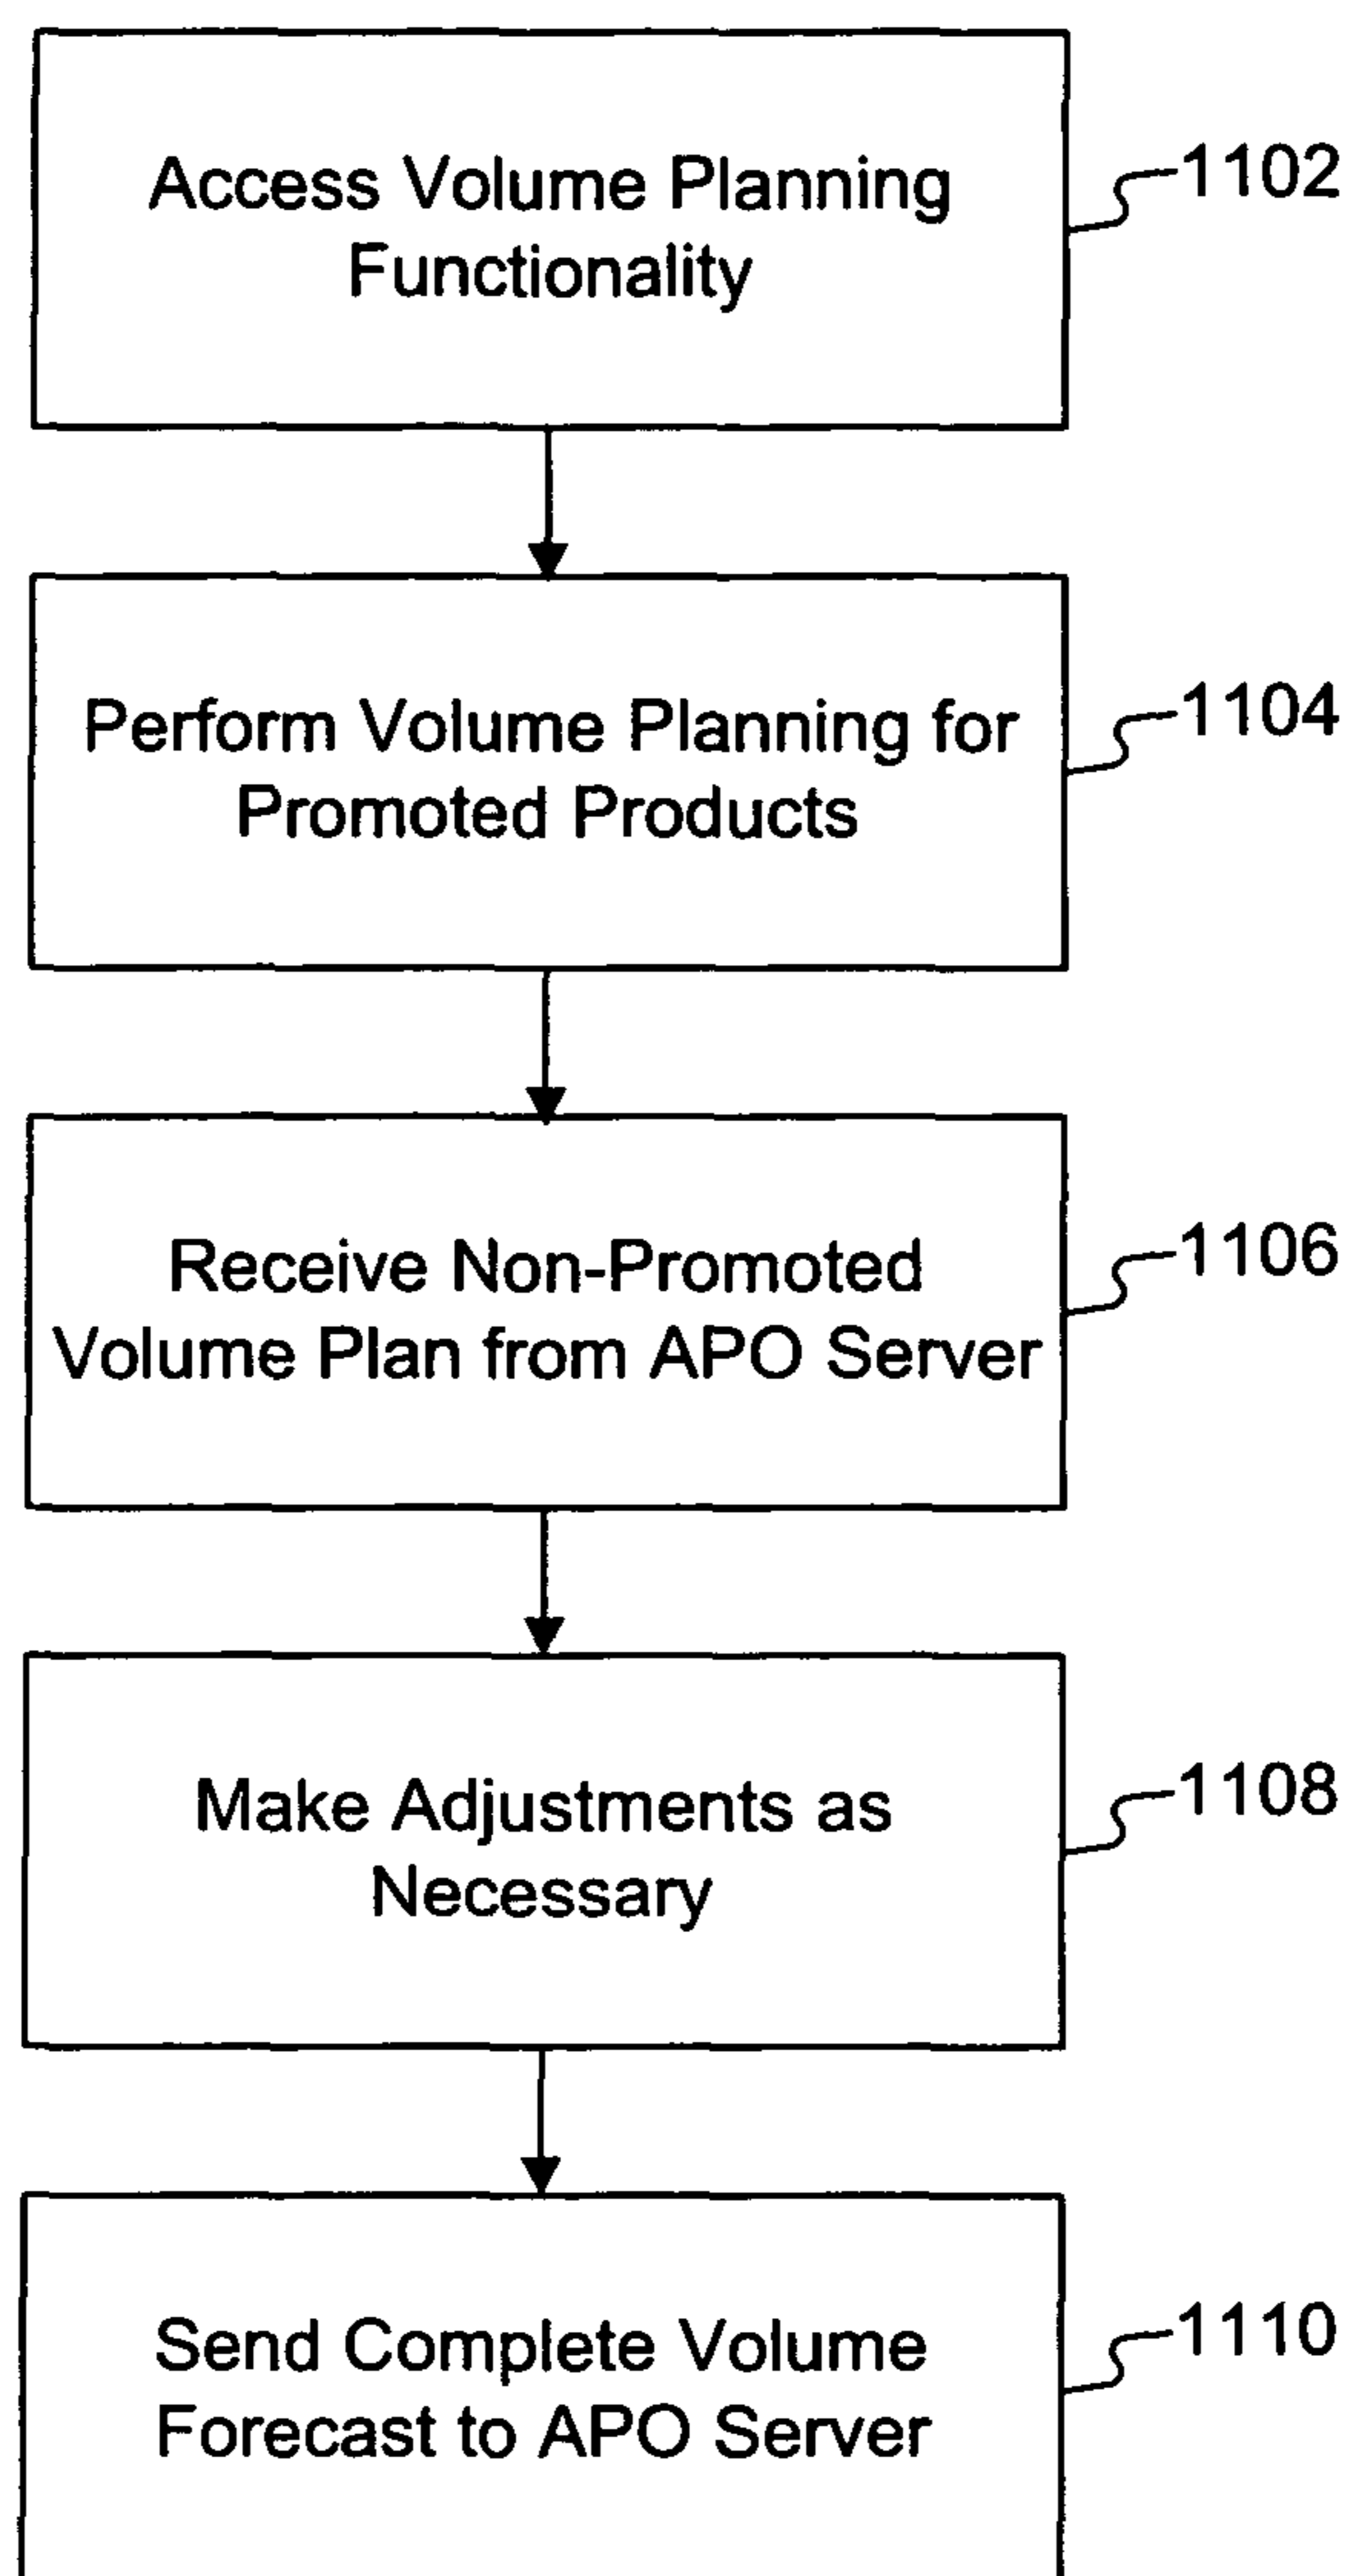 Access Volume Planning
Functionality
1102
Perform Volume Planning for
Promoted Products
1104
Receive Non-Promoted
Volume Plan from APO Server
1106
Make Adjustments as
Necessary
1108
Send Complete Volume
Forecast to APO Server
1110